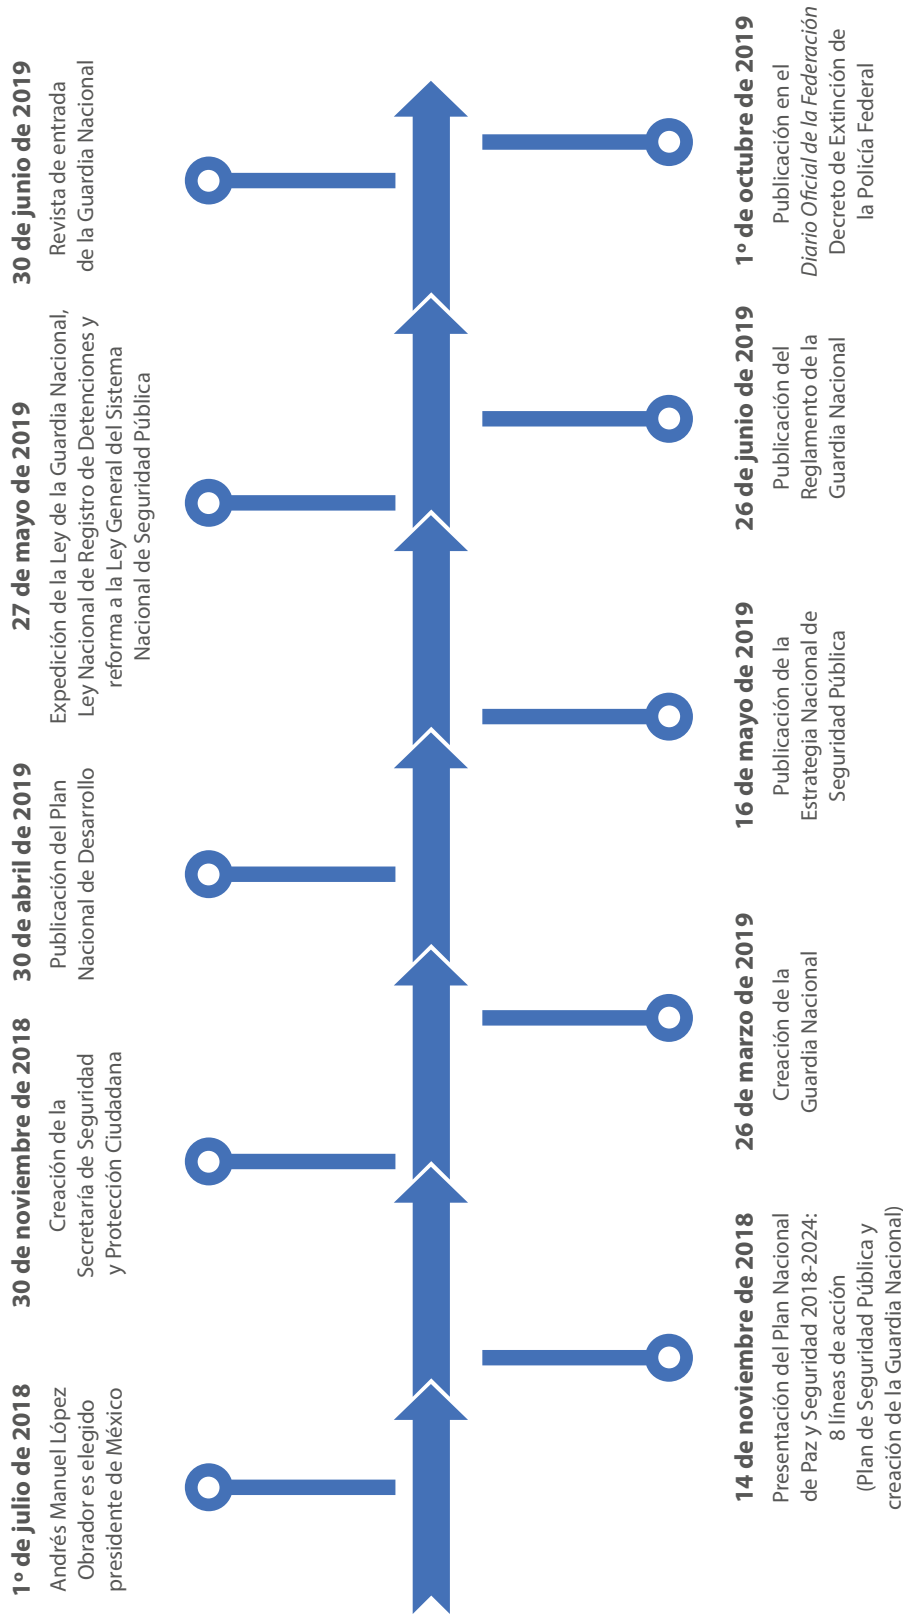 1º de julio de 2018
Andrés Manuel López
Obrador es elegido
presidente de México
30 de noviembre de 2018
Creación de la
Secretaría de Seguridad
y Protección Ciudadana
30 de abril de 2019
Publicación del Plan
Nacional de Desarrollo
27 de mayo de 2019
Expedición de la Ley de la Guardia Nacional,
Ley Nacional de Registro de Detenciones y
reforma a la Ley General del Sistema
Nacional de Seguridad Pública
30 de junio de 2019
Revista de entrada
de la Guardia Nacional
14 de noviembre de 2018
Presentación del Plan Nacional
de Paz y Seguridad 2018-2024:
8 líneas de acción
(Plan de Seguridad Pública y
creación de la Guardia Nacional)
26 de marzo de 2019
Creación de la
Guardia Nacional
16 de mayo de 2019
Publicación de la
Estrategia Nacional de
Seguridad Pública
26 de junio de 2019
Publicación del
Reglamento de la
Guardia Nacional
1º de octubre de 2019
Publicación en el
Diario Oficial de la Federación
Decreto de Extinción de
la Policía Federal